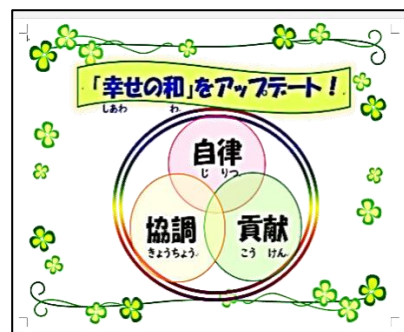 「幸せの和」をアップデート!
しあわ わ
自律
じりつ
協調 貢献
きょうちょう こうけん